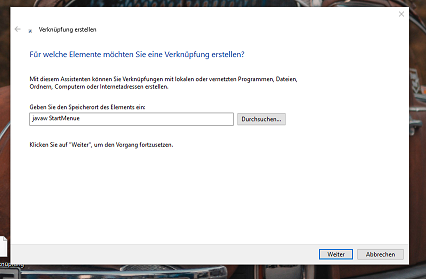 Verknüpfung erstellen
Für welche Elemente möchten Sie eine Verknüpfung erstellen?
Mit diesem Assistenten können Sie Verknüpfungen mit lokalen oder vernetzten Programmen, Dateien,
Ordnern, Computern oder Internetadressen erstellen.
Geben Sie den Speicherort des Elements ein:
javaw StartMenue
Durchsuchen...
Klicken Sie auf "Weiter", um den Vorgang fortzusetzen.
Weiter
Abbrechen